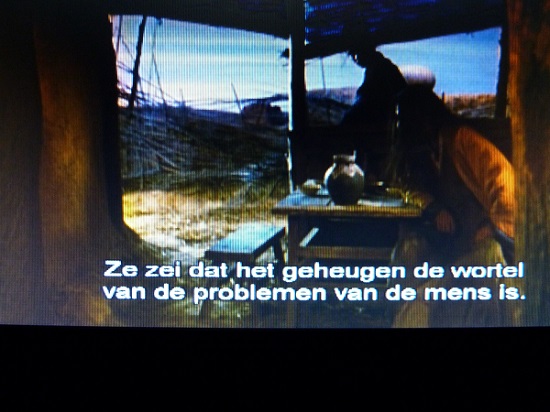 Ze zei dat het geheugen de wortel
van de problemen van de mens is.